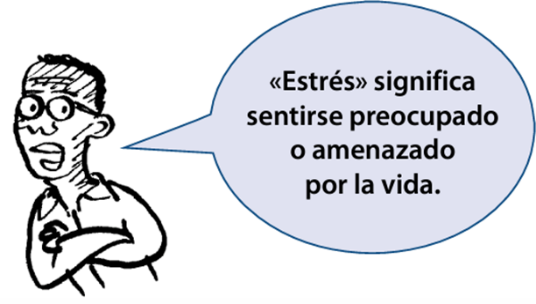 «Estrés» significa
sentirse preocupado
o amenazado
por la vida.